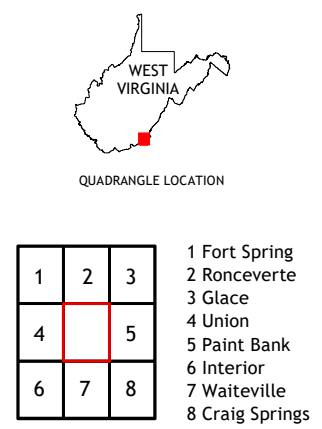 WEST
VIRGINIA
QUADRANGLE LOCATION
1 2 3
4 5
6 7 8
1 Fort Spring
2 Ronceverte
3 Glace
4 Union
5 Paint Bank
6 Interior
7 Waiteville
8 Craig Springs